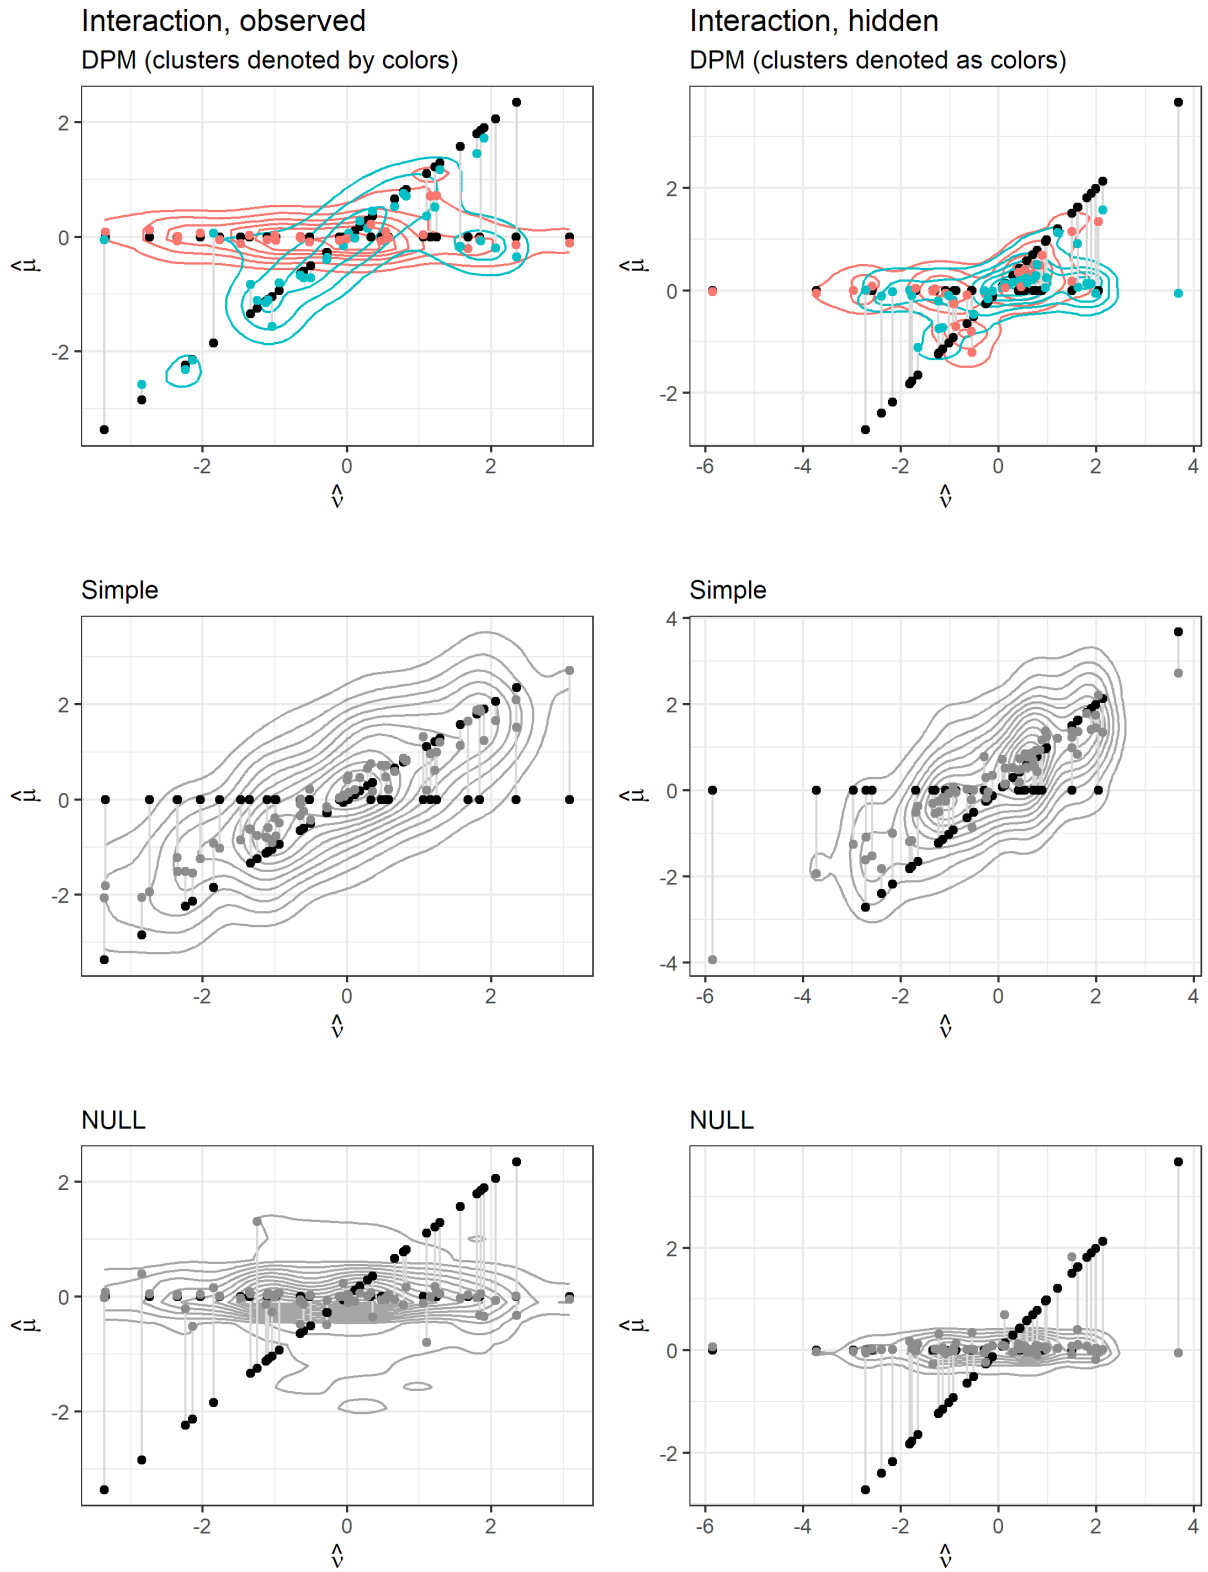 Interaction, observed
DPM (clusters denoted by colors)
2
0
-2
μ̂
-2 0 2
ν̂
Interaction, hidden
DPM (clusters denoted as colors)
2
0
-2
μ̂
-6 -4 -2 0 2 4
ν̂
Simple
2
0
-2
μ̂
-2 0 2
ν̂
Simple
4
2
0
-2
-4
μ̂
-6 -4 -2 0 2 4
ν̂
NULL
2
0
-2
μ̂
-2 0 2
ν̂
NULL
2
0
-2
μ̂
-6 -4 -2 0 2 4
ν̂